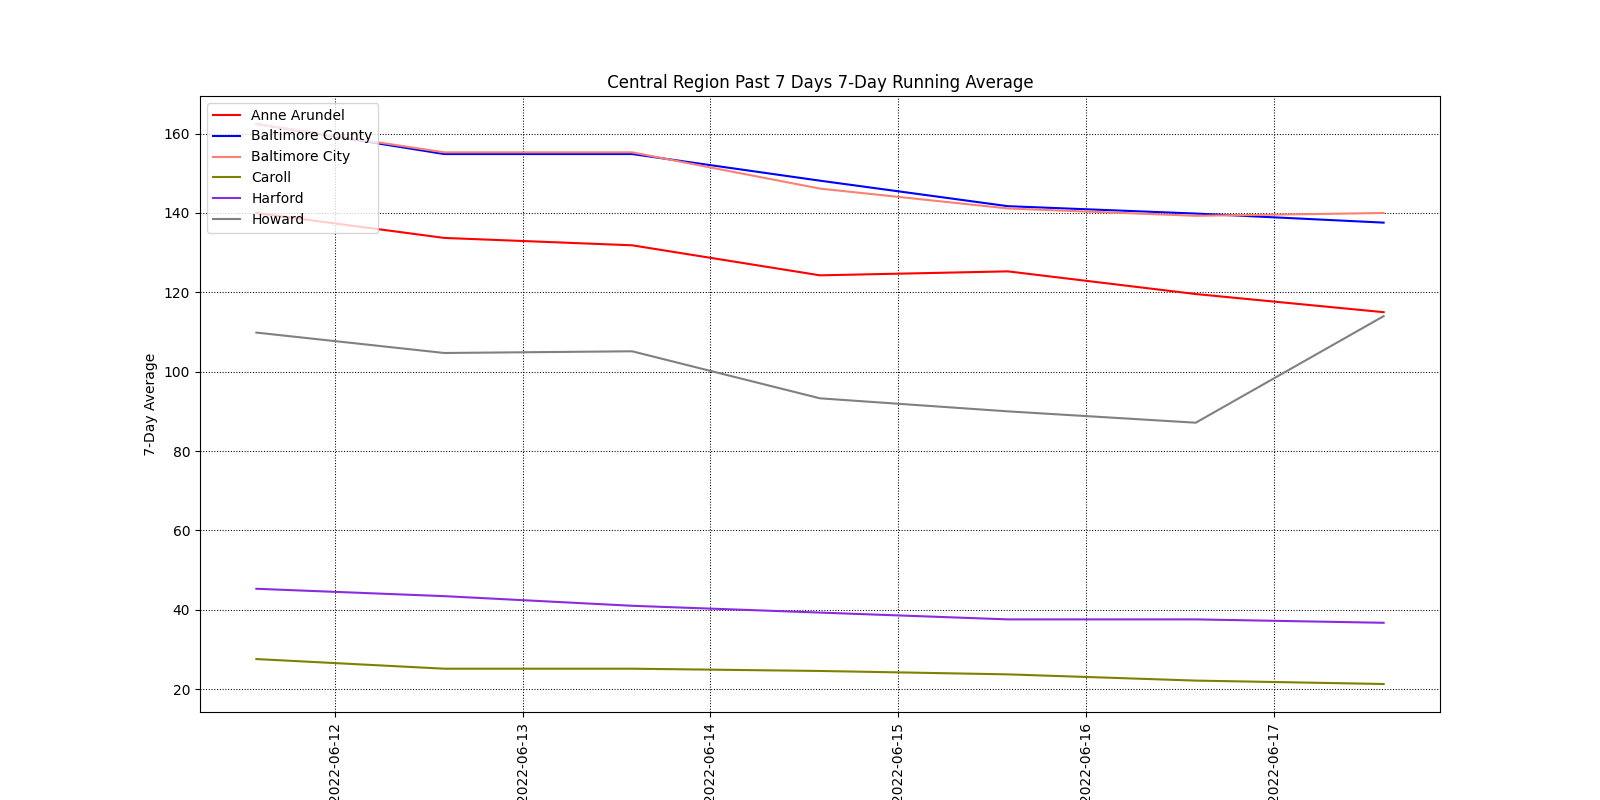 Central Region Past 7 Days 7-Day Running Average
Anne Arundel
Baltimore County
Baltimore City
Caroll
Harford
Howard
7-Day Average
160
140
120
100
80
60
40
20
2022-06-12
2022-06-13
2022-06-14
2022-06-15
2022-06-16
2022-06-17